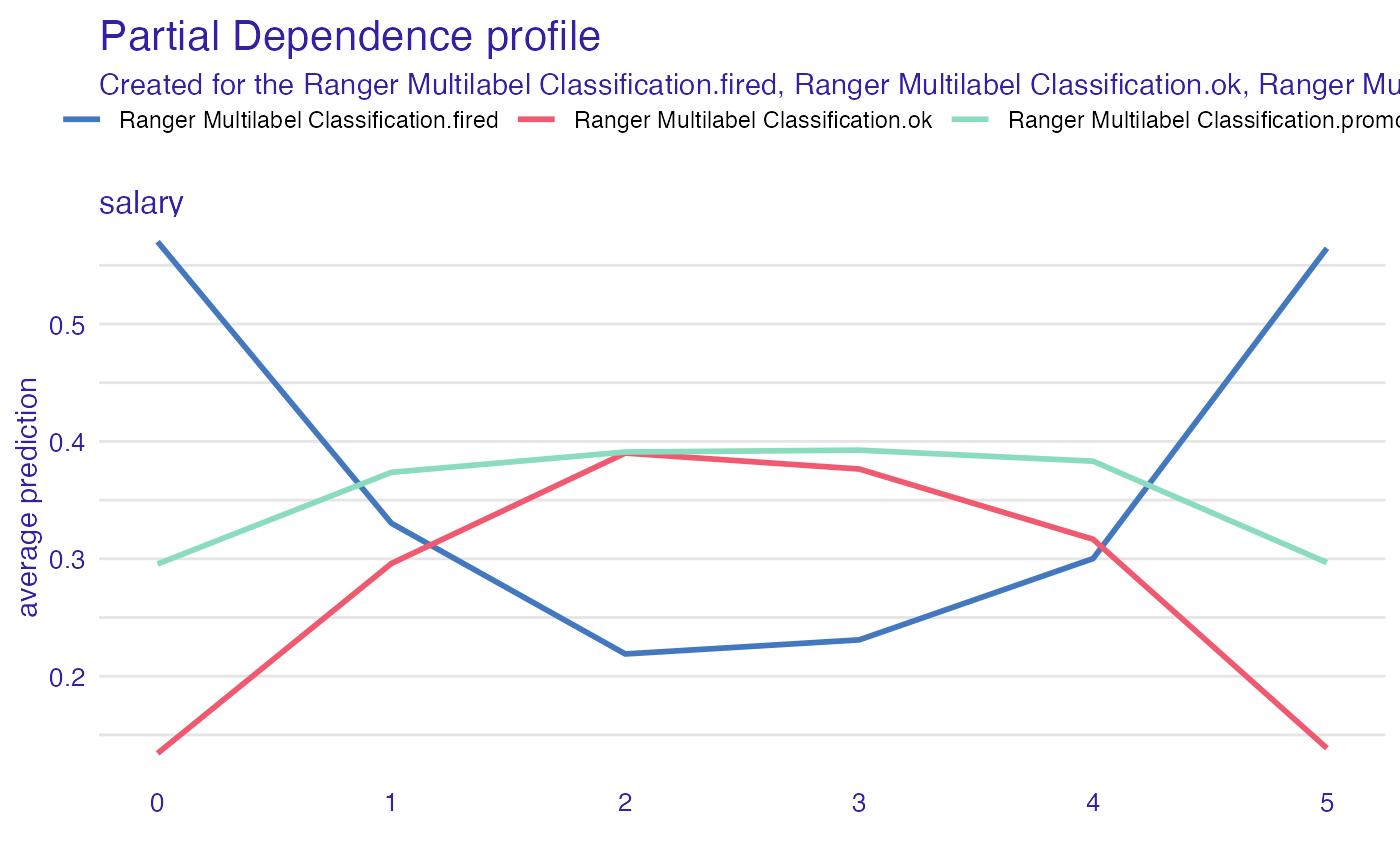 Partial Dependence profile
Created for the Ranger Multilabel Classification.fired, Ranger Multilabel Classification.ok, Ranger Mu
Ranger Multilabel Classification.fired Ranger Multilabel Classification.ok Ranger Multilabel Classification.promo
salary
average prediction
0.5
0.4
0.3
0.2
0 1 2 3 4 5